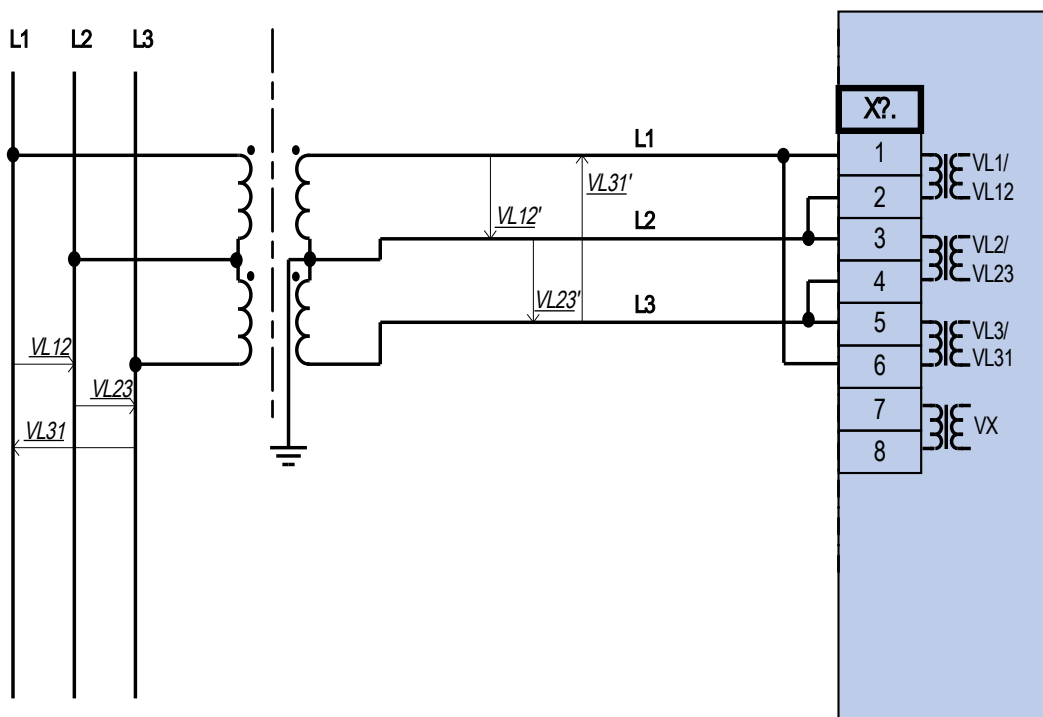 L1 L2 L3
X?.
L1
1
VL1/
VL12
2
VL31'
VL12'
L2
3
VL2/
VL23
4
VL23'
L3
5
VL3/
VL31
6
VL12
VL23
VL31
7
VX
8